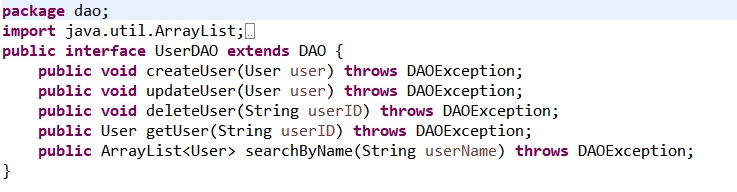 package dao;
import java.util.ArrayList;
public interface UserDAO extends DAO {
    public void createUser(User user) throws DAOException;
    public void updateUser(User user) throws DAOException;
    public void deleteUser(String userID) throws DAOException;
    public User getUser(String userID) throws DAOException;
    public ArrayList<User> searchByName(String userName) throws DAOException;
}